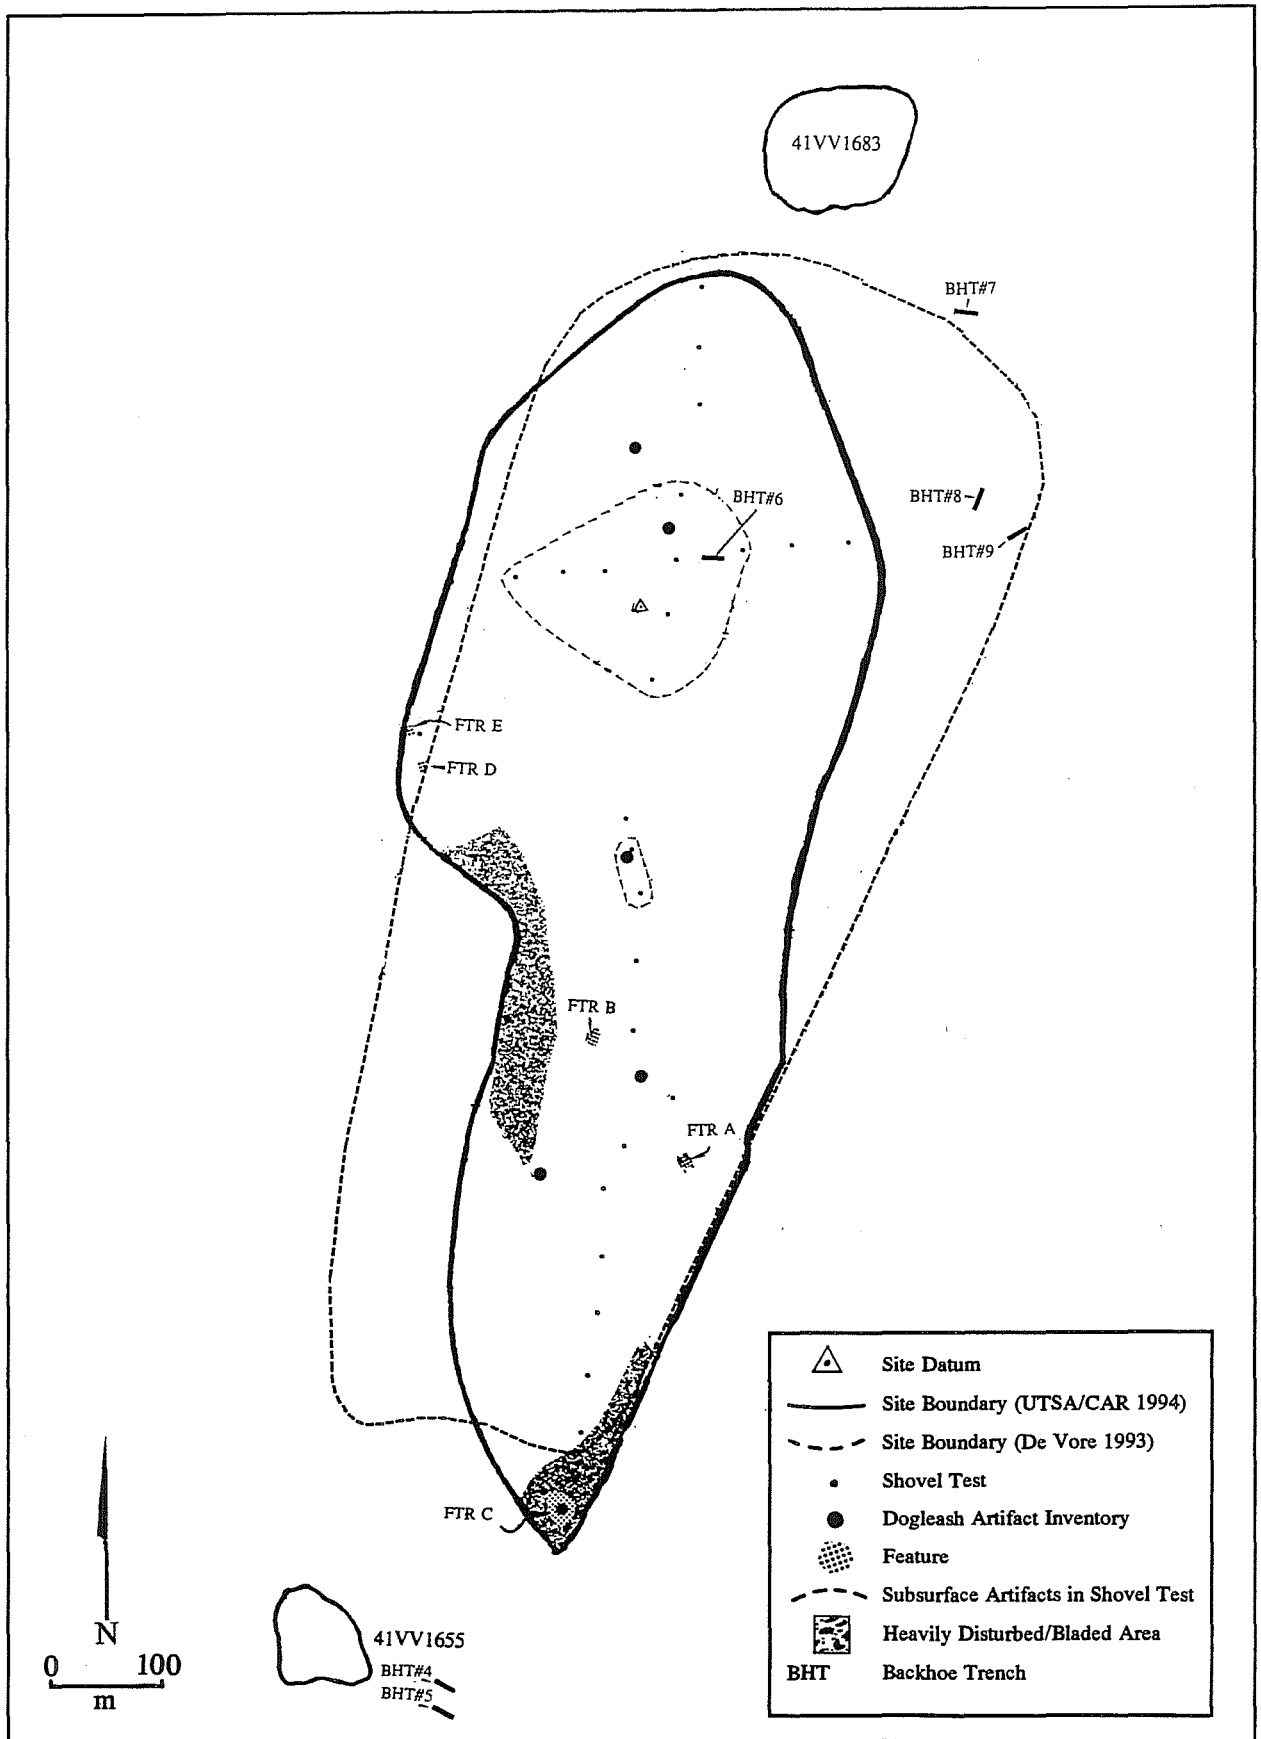 41VV1683
BHT#7
BHT#6
BHT#8
BHT#9
FTR E
FTR D
FTR B
FTR A
FTR C
Site Datum
Site Boundary (UTSA/CAR 1994)
Site Boundary (De Vore 1993)
Shovel Test
Dogleash Artifact Inventory
Feature
Subsurface Artifacts in Shovel Test
Heavily Disturbed/Bladed Area
BHT Backhoe Trench
N
0 100
m
41VV1655
BHT#4
BHT#5